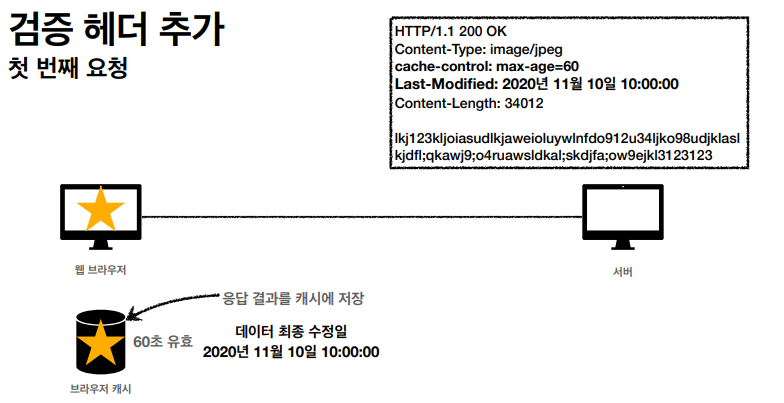 검증 헤더 추가
첫 번째 요청
HTTP/1.1 200 OK
Content-Type: image/jpeg
cache-control: max-age=60
Last-Modified: 2020년 11월 10일 10:00:00
Content-Length: 34012
lkj123kljoiasudlkjaweioluywlnfdo912u34ljko98udjklasl
kjdfl;qkawj9;o4ruawsldkal;skdjfa;ow9ejkl3123123
웹 브라우저
서버
응답 결과를 캐시에 저장
60초 유효
데이터 최종 수정일
2020년 11월 10일 10:00:00
브라우저 캐시